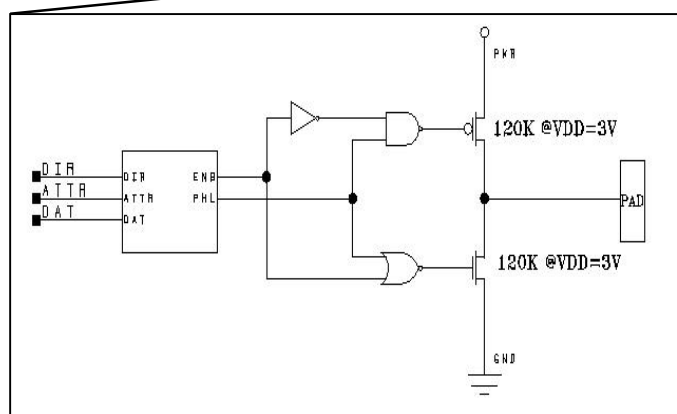 PWR
120K @VDD=3V
DIR
ATTR
DAT
DIR
ATTR
DAT
ENB
PHL
PAD
120K @VDD=3V
GND